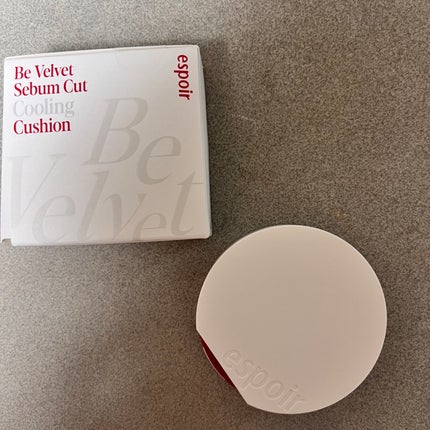 Be Velvet
Sebum Cut
Cooling
Cushion
espoir
Be
Velvet
espoir